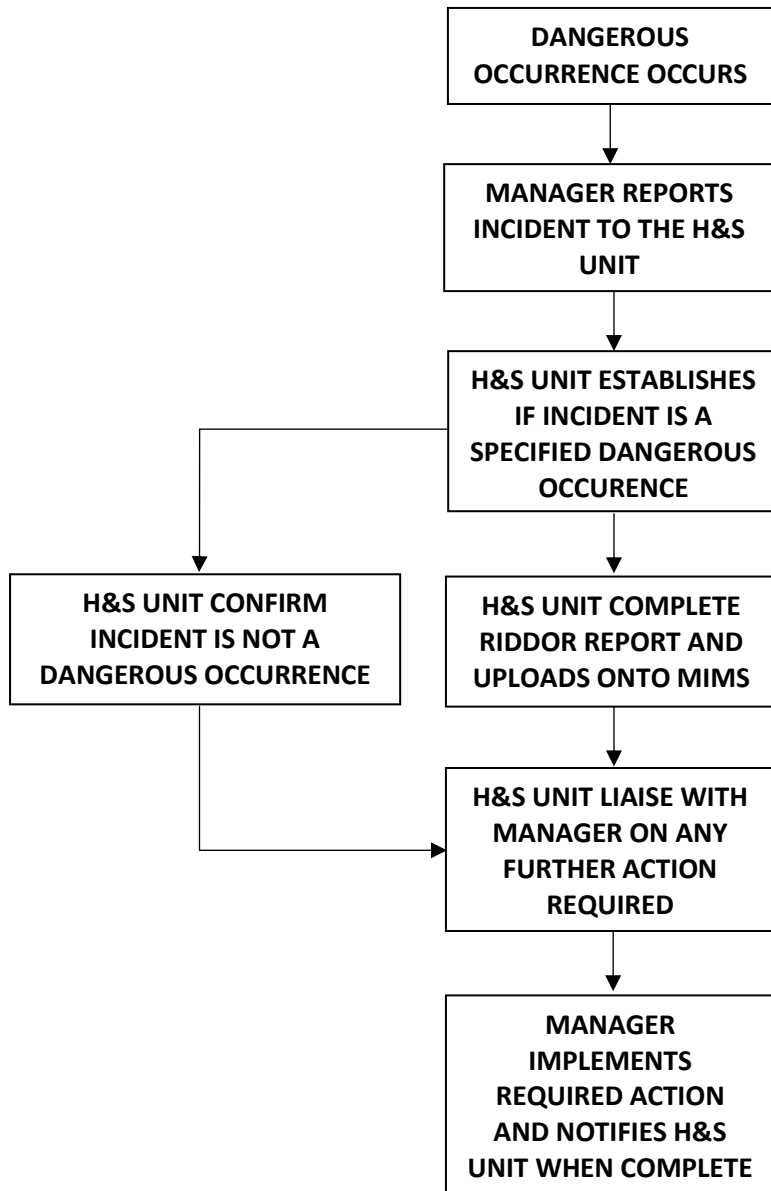 DANGEROUS
OCCURRENCE OCCURS
MANAGER REPORTS
INCIDENT TO THE H&S
UNIT
H&S UNIT ESTABLISHES
IF INCIDENT IS A
SPECIFIED DANGEROUS
OCCURENCE
H&S UNIT CONFIRM
INCIDENT IS NOT A
DANGEROUS OCCURRENCE
H&S UNIT COMPLETE
RIDDOR REPORT AND
UPLOADS ONTO MIMS
H&S UNIT LIAISE WITH
MANAGER ON ANY
FURTHER ACTION
REQUIRED
MANAGER
IMPLEMENTS
REQUIRED ACTION
AND NOTIFIES H&S
UNIT WHEN COMPLETE